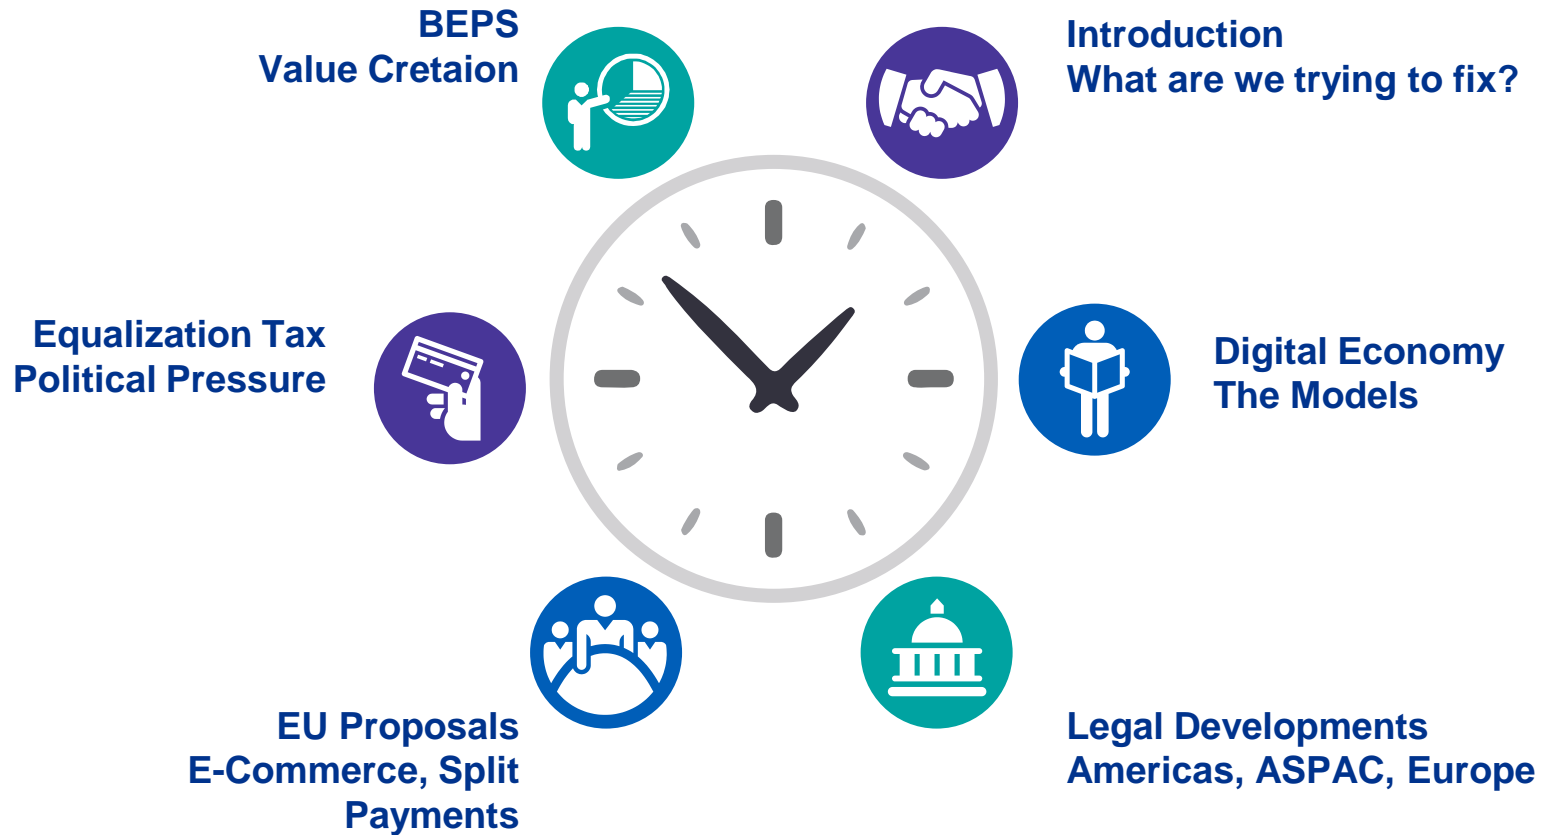 BEPS
Value Cretaion
Introduction
What are we trying to fix?
Equalization Tax
Political Pressure
Digital Economy
The Models
EU Proposals
E-Commerce, Split
Payments
Legal Developments
Americas, ASPAC, Europe